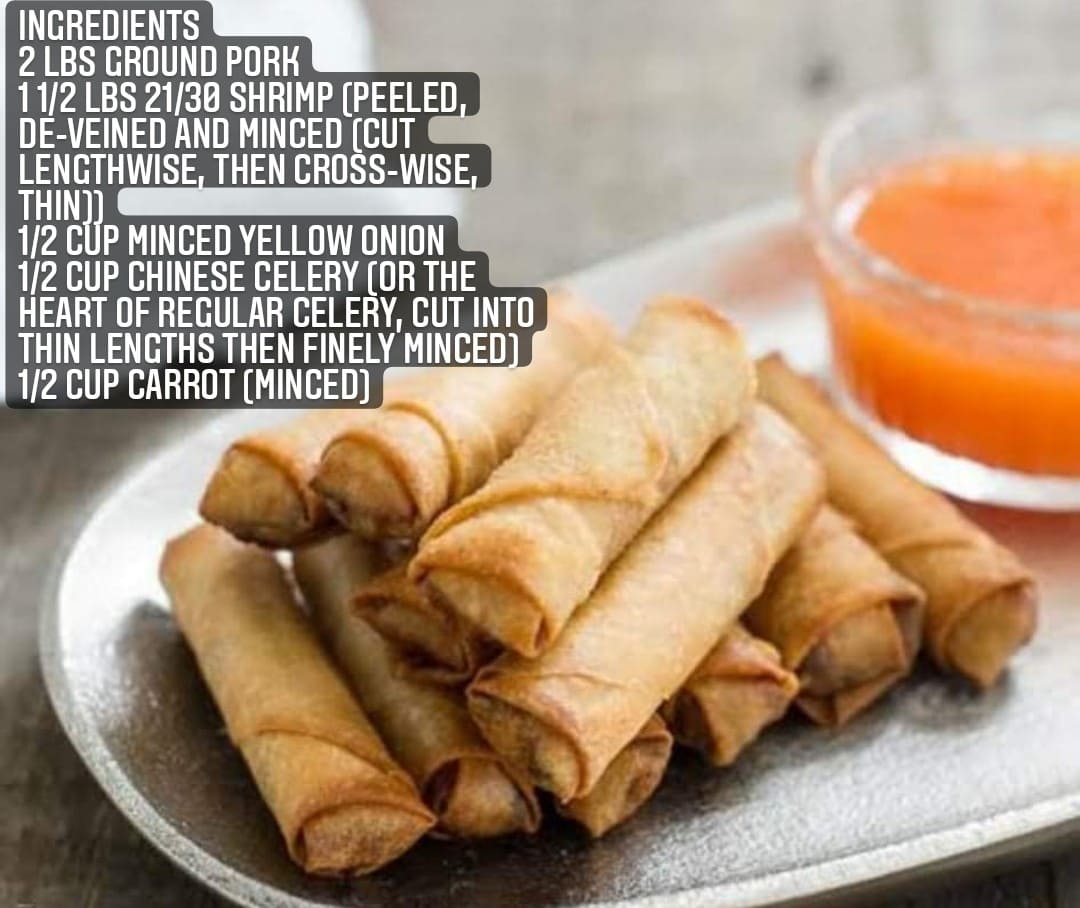 INGREDIENTS
2 LBS GROUND PORK
1 1/2 LBS 21/30 SHRIMP (PEELED,
DE-VEINED AND MINCED (CUT
LENGTHWISE, THEN CROSS-WISE,
THIN))
1/2 CUP MINCED YELLOW ONION
1/2 CUP CHINESE CELERY (OR THE
HEART OF REGULAR CELERY, CUT INTO
THIN LENGTHS THEN FINELY MINCED)
1/2 CUP CARROT (MINCED)